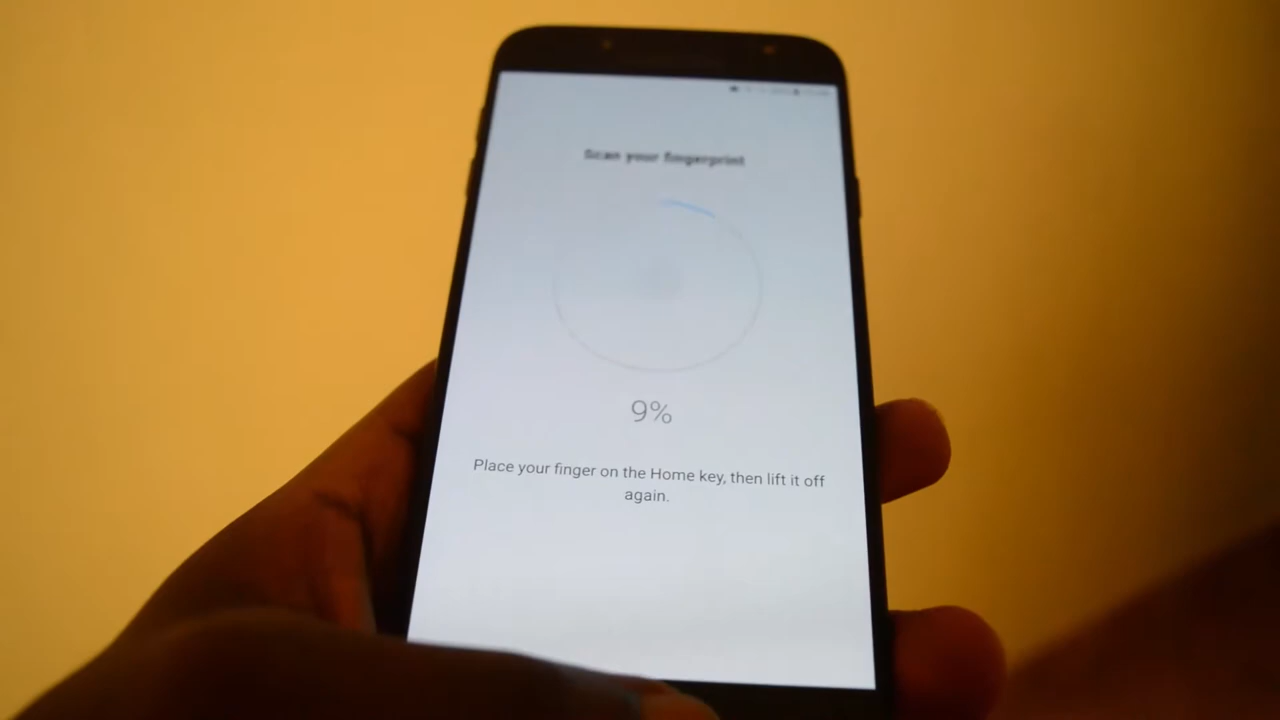 Scan your fingerprint
9%
Place your finger on the Home key, then lift it off
again.